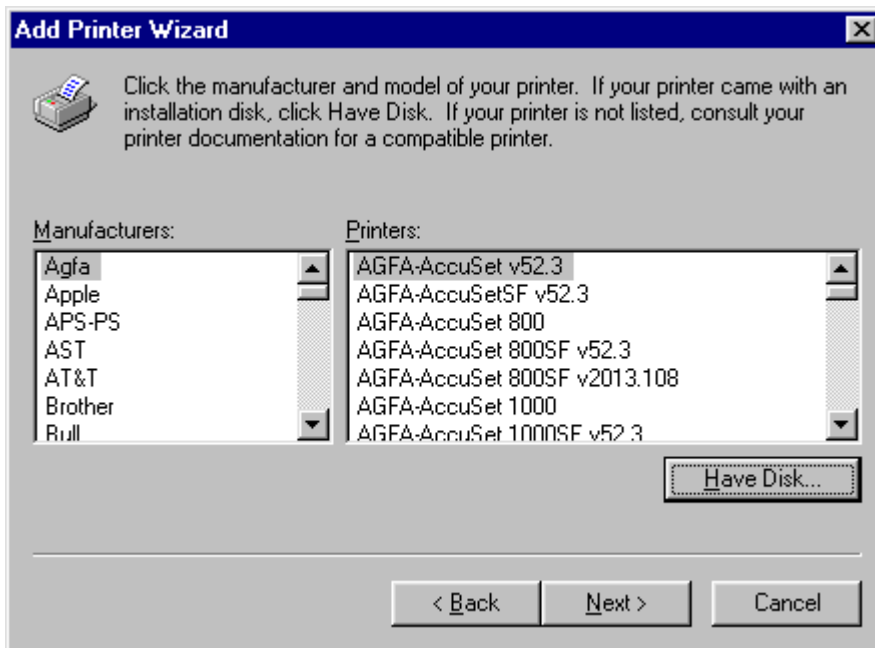 Add Printer Wizard
Click the manufacturer and model of your printer.  If your printer came with an
installation disk, click Have Disk.  If your printer is not listed, consult your
printer documentation for a compatible printer.
Manufacturers:
Agfa
Apple
APS-PS
AST
AT&T
Brother
Bull
Printers:
AGFA-AccuSet v52.3
AGFA-AccuSetSF v52.3
AGFA-AccuSet 800
AGFA-AccuSet 800SF v52.3
AGFA-AccuSet 800SF v2013.108
AGFA-AccuSet 1000
AGFA-AccuSet 1000SF v52.3
Have Disk...
< Back
Next >
Cancel